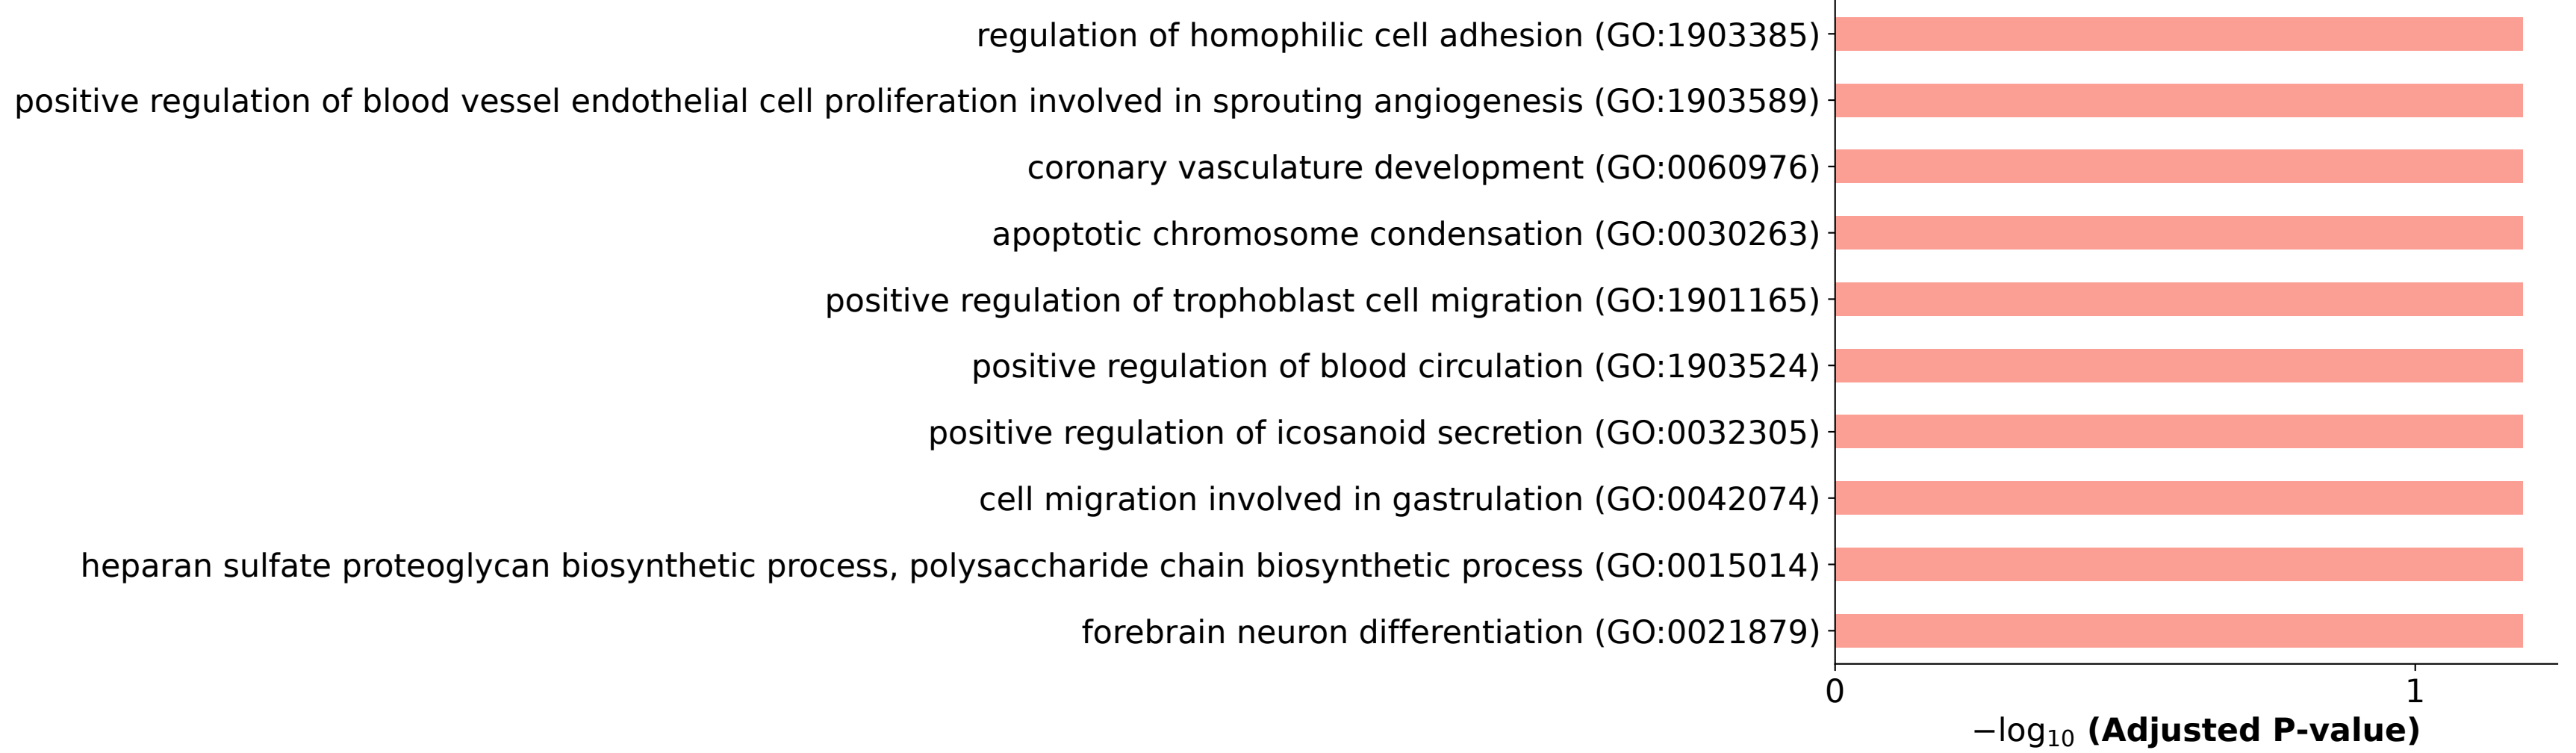 regulation of homophilic cell adhesion (GO:1903385)
positive regulation of blood vessel endothelial cell proliferation involved in sprouting angiogenesis (GO:1903589)
coronary vasculature development (GO:0060976)
apoptotic chromosome condensation (GO:0030263)
positive regulation of trophoblast cell migration (GO:1901165)
positive regulation of blood circulation (GO:1903524)
positive regulation of icosanoid secretion (GO:0032305)
cell migration involved in gastrulation (GO:0042074)
heparan sulfate proteoglycan biosynthetic process, polysaccharide chain biosynthetic process (GO:0015014)
forebrain neuron differentiation (GO:0021879)
0 1
−log₁₀ (Adjusted P-value)